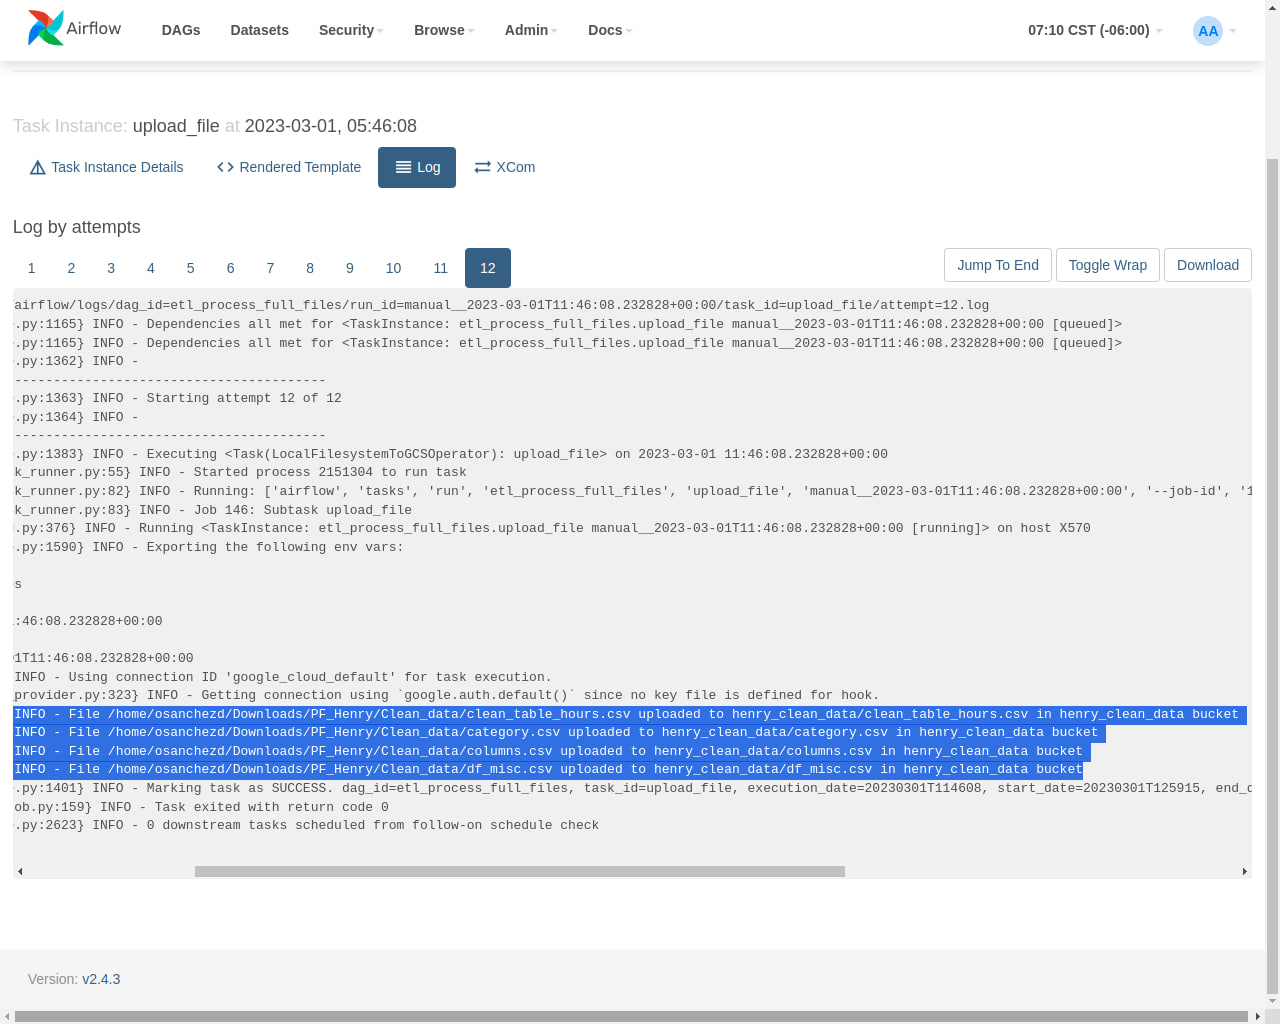 Airflow
DAGs Datasets Security Browse Admin Docs 07:10 CST (-06:00) AA
Task Instance: upload_file at 2023-03-01, 05:46:08
Task Instance Details Rendered Template Log XCom
Log by attempts
1 2 3 4 5 6 7 8 9 10 11 12 Jump To End Toggle Wrap Download
airflow/logs/dag_id=etl_process_full_files/run_id=manual__2023-03-01T11:46:08.232828+00:00/task_id=upload_file/attempt=12.log
.py:1165} INFO - Dependencies all met for <TaskInstance: etl_process_full_files.upload_file manual__2023-03-01T11:46:08.232828+00:00 [queued]>
.py:1165} INFO - Dependencies all met for <TaskInstance: etl_process_full_files.upload_file manual__2023-03-01T11:46:08.232828+00:00 [queued]>
.py:1362} INFO -
----------------------------------------
.py:1363} INFO - Starting attempt 12 of 12
.py:1364} INFO -
----------------------------------------
.py:1383} INFO - Executing <Task(LocalFilesystemToGCSOperator): upload_file> on 2023-03-01 11:46:08.232828+00:00
k_runner.py:55} INFO - Started process 2151304 to run task
k_runner.py:82} INFO - Running: ['airflow', 'tasks', 'run', 'etl_process_full_files', 'upload_file', 'manual__2023-03-01T11:46:08.232828+00:00', '--job-id', '1
k_runner.py:83} INFO - Job 146: Subtask upload_file
.py:376} INFO - Running <TaskInstance: etl_process_full_files.upload_file manual__2023-03-01T11:46:08.232828+00:00 [running]> on host X570
.py:1590} INFO - Exporting the following env vars:
s
:46:08.232828+00:00
1T11:46:08.232828+00:00
INFO - Using connection ID 'google_cloud_default' for task execution.
provider.py:323} INFO - Getting connection using `google.auth.default()` since no key file is defined for hook.
INFO - File /home/osanchezd/Downloads/PF_Henry/Clean_data/clean_table_hours.csv uploaded to henry_clean_data/clean_table_hours.csv in henry_clean_data bucket
INFO - File /home/osanchezd/Downloads/PF_Henry/Clean_data/category.csv uploaded to henry_clean_data/category.csv in henry_clean_data bucket
INFO - File /home/osanchezd/Downloads/PF_Henry/Clean_data/columns.csv uploaded to henry_clean_data/columns.csv in henry_clean_data bucket
INFO - File /home/osanchezd/Downloads/PF_Henry/Clean_data/df_misc.csv uploaded to henry_clean_data/df_misc.csv in henry_clean_data bucket
.py:1401} INFO - Marking task as SUCCESS. dag_id=etl_process_full_files, task_id=upload_file, execution_date=20230301T114608, start_date=20230301T125915, end_d
ob.py:159} INFO - Task exited with return code 0
.py:2623} INFO - 0 downstream tasks scheduled from follow-on schedule check
Version: v2.4.3